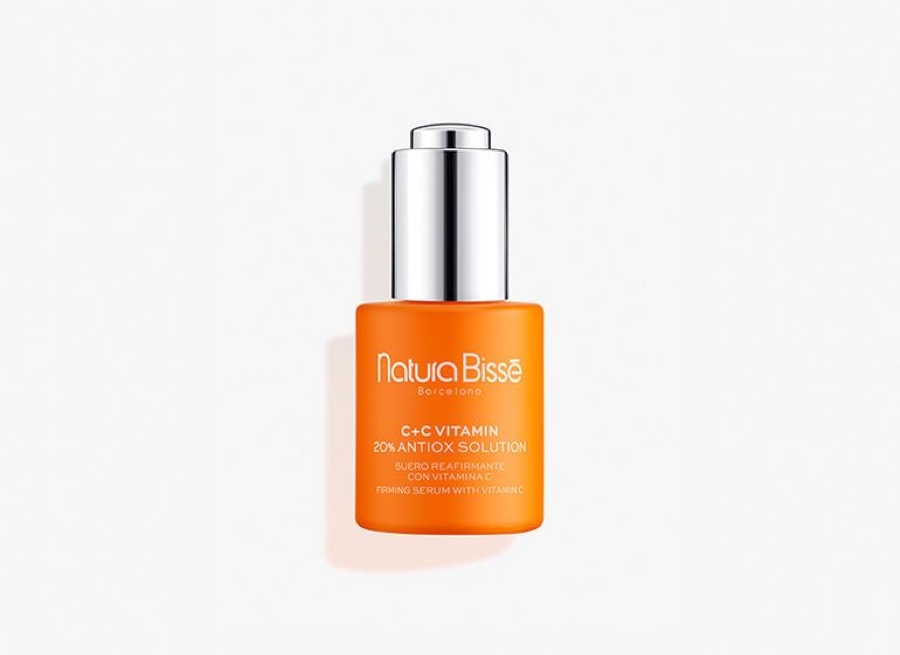 Natura Bissé
Barcelona
C+C VITAMIN
20% ANTIOX SOLUTION
SUERO REAFIRMANTE
CON VITAMINA C
FIRMING SERUM WITH VITAMIN C